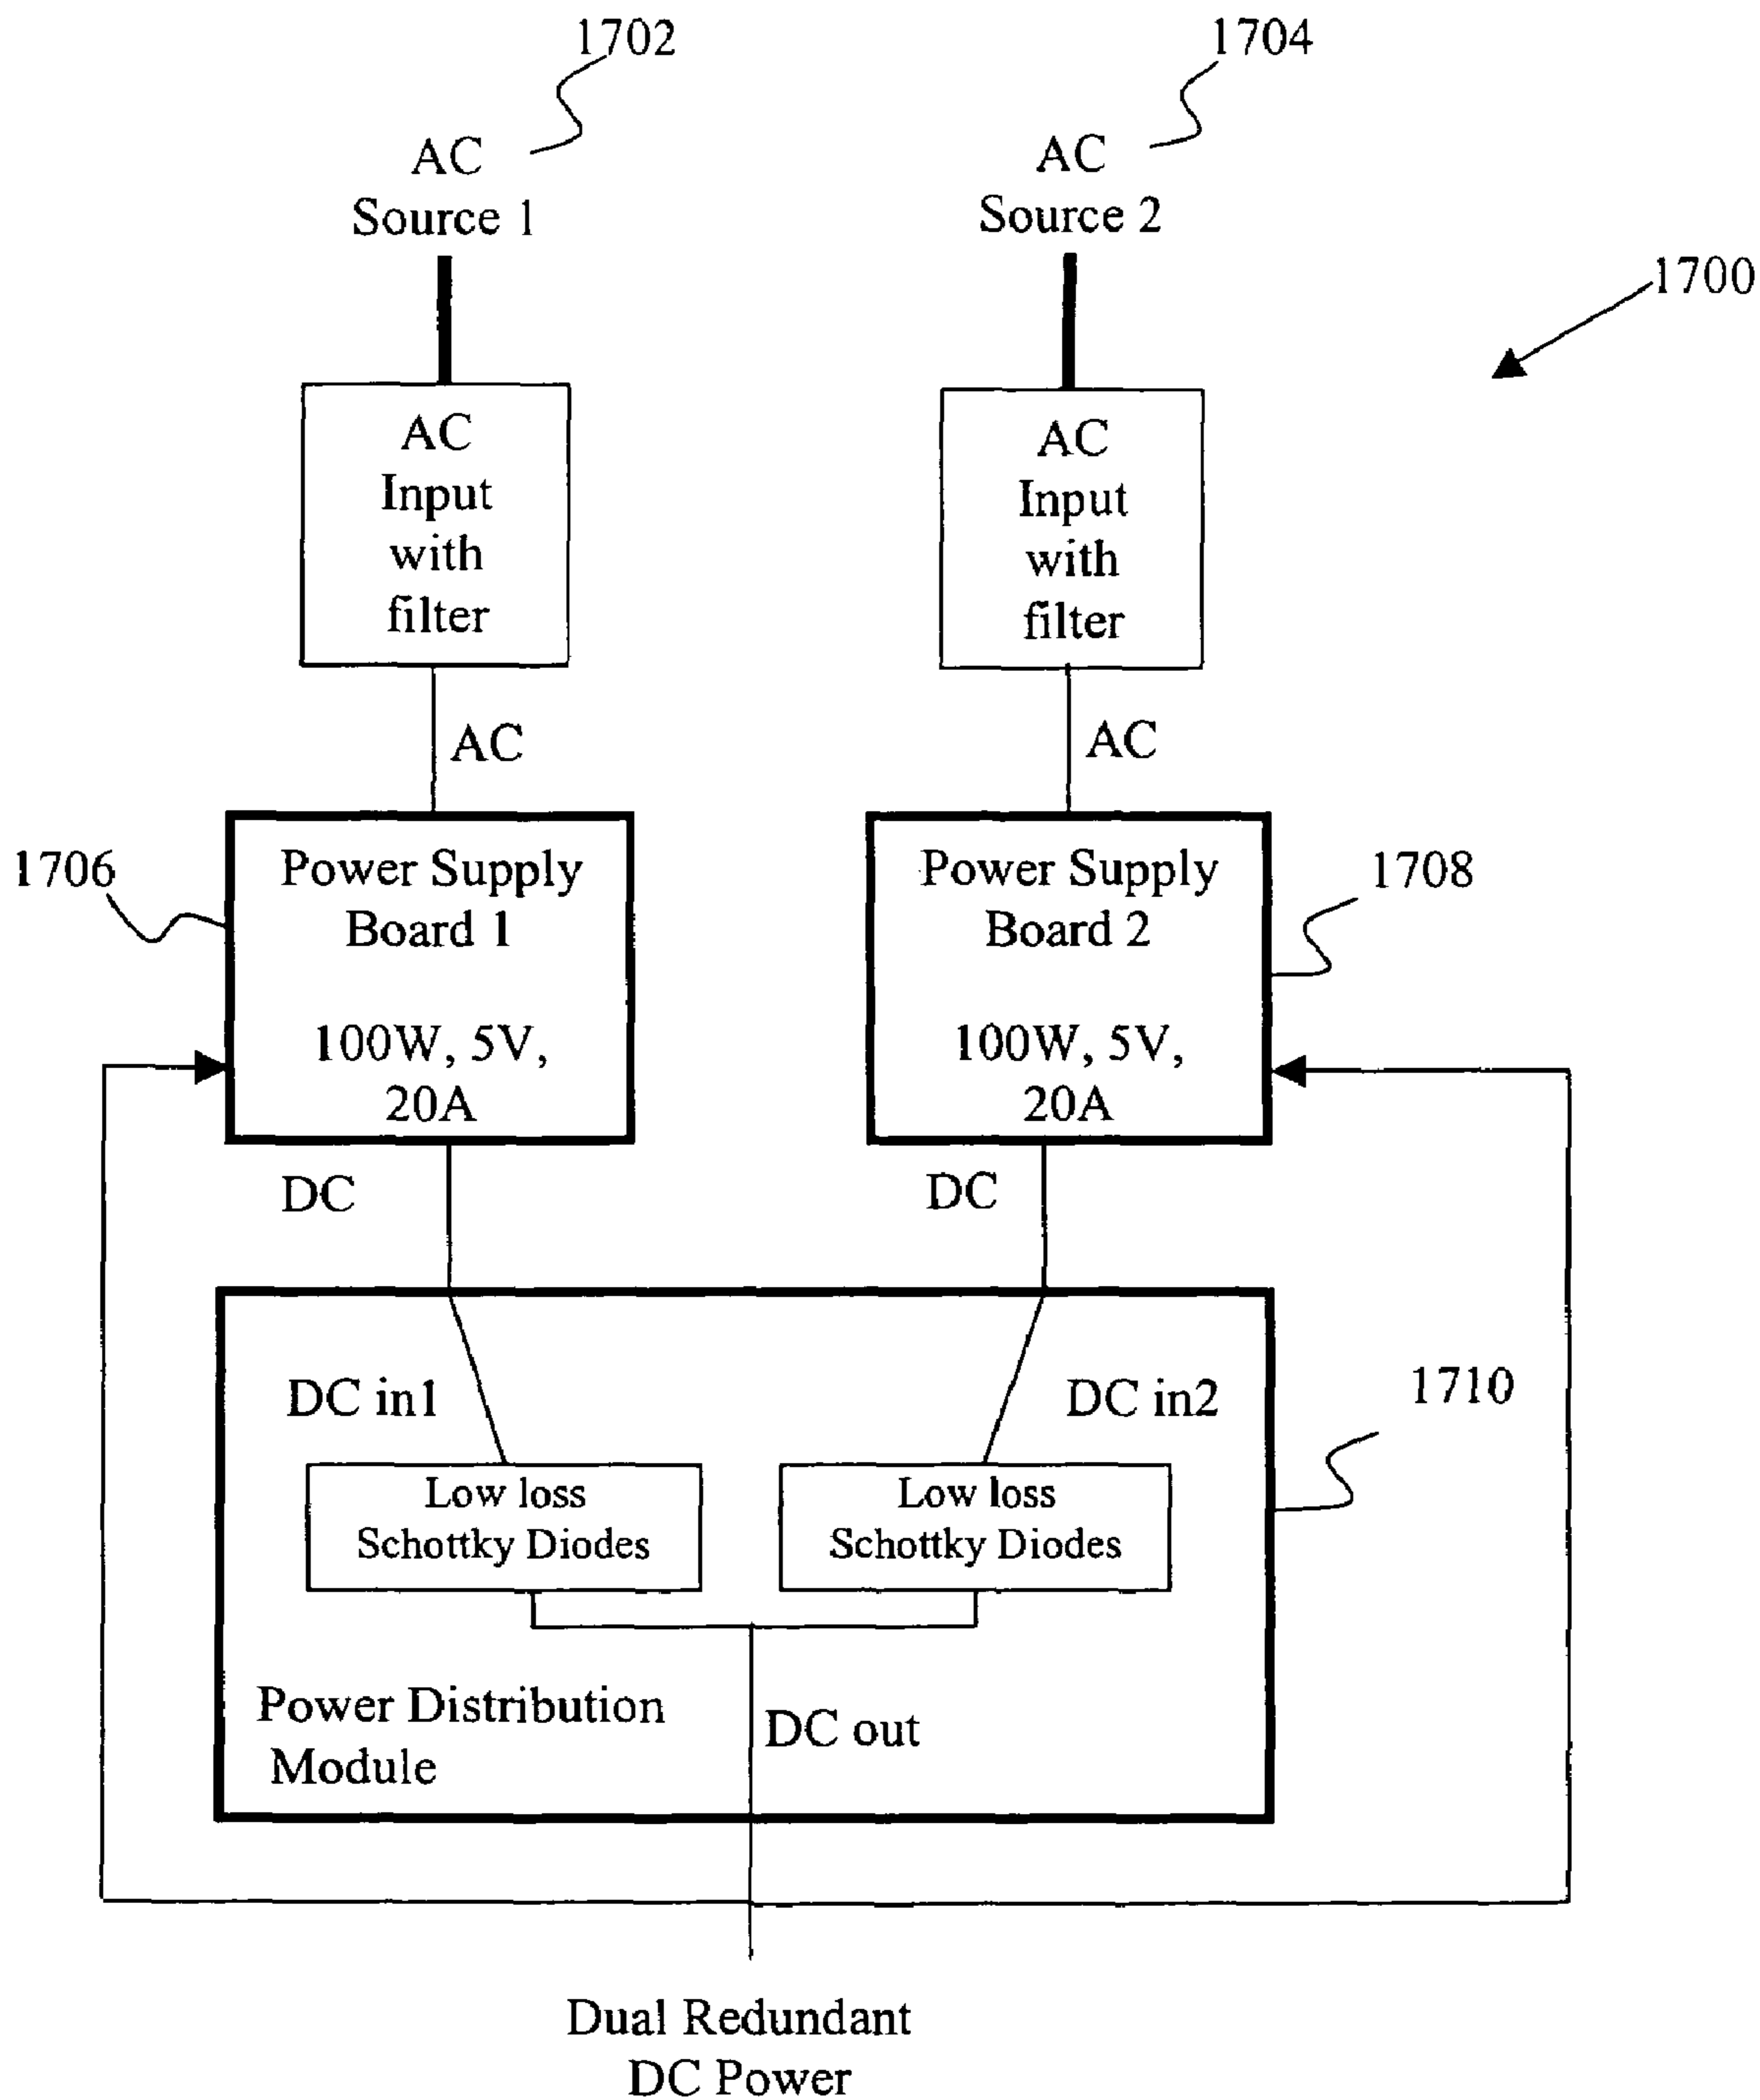 1702
1704
AC
Source 1
AC
Source 2
1700
AC
Input
with
filter
AC
Input
with
filter
AC
AC
1706
Power Supply
Board 1
100W, 5V,
20A
Power Supply
Board 2
100W, 5V,
20A
1708
DC
DC
DC in1
DC in2
1710
Low loss
Schottky Diodes
Low loss
Schottky Diodes
Power Distribution
Module
DC out
Dual Redundant
DC Power